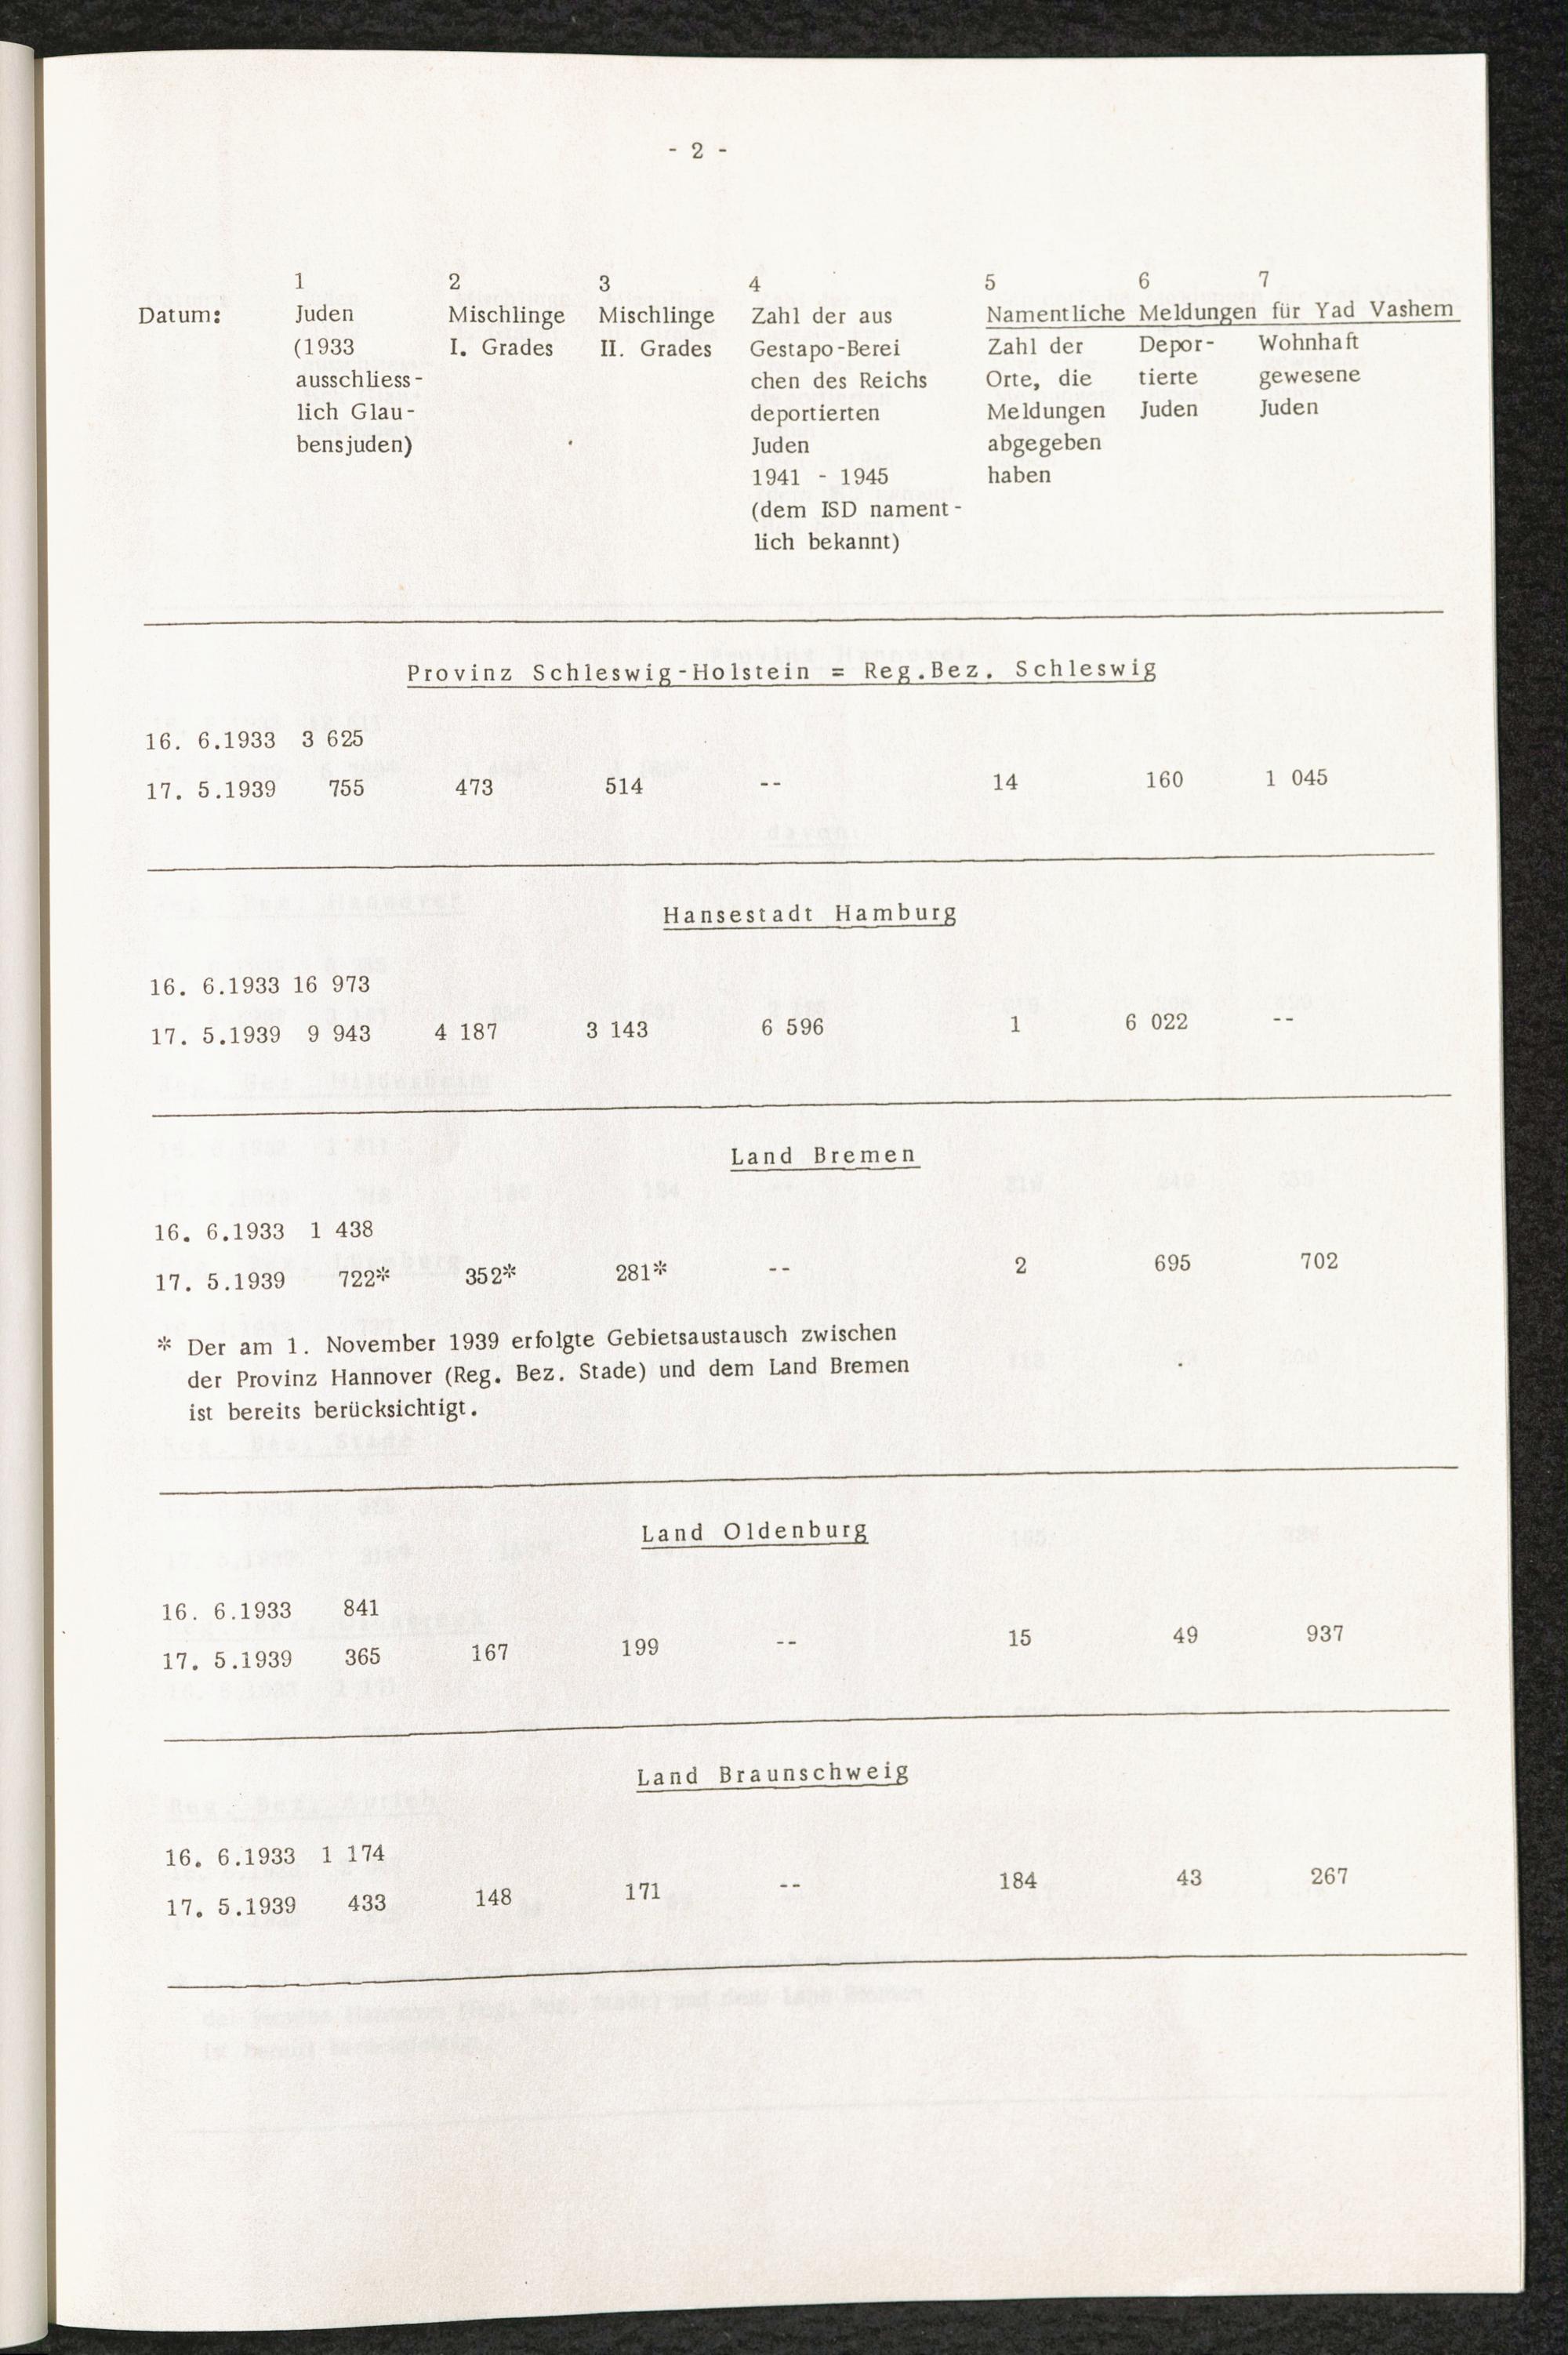 - 2 -
1 2 3 4 5 6 7
Datum: Juden Mischlinge Mischlinge Zahl der aus Namentliche Meldungen für Yad Vashem
(1933 I. Grades II. Grades Gestapo-Berei Zahl der Depor- Wohnhaft
ausschliess- chen des Reichs Orte, die tierte gewesene
lich Glau- deportierten Meldungen Juden Juden
bensjuden) Juden abgegeben
1941 - 1945 haben
(dem ISD nament-
lich bekannt)
Provinz Schleswig-Holstein = Reg.Bez. Schleswig
16. 6.1933 3 625
17. 5.1939 755 473 514 -- 14 160 1 045
Hansestadt Hamburg
16. 6.1933 16 973
17. 5.1939 9 943 4 187 3 143 6 596 1 6 022 --
Land Bremen
16. 6.1933 1 438
17. 5.1939 722* 352* 281* -- 2 695 702
* Der am 1. November 1939 erfolgte Gebietsaustausch zwischen
der Provinz Hannover (Reg. Bez. Stade) und dem Land Bremen
ist bereits berücksichtigt.
Land Oldenburg
16. 6.1933 841
17. 5.1939 365 167 199 -- 15 49 937
Land Braunschweig
16. 6.1933 1 174
17. 5.1939 433 148 171 -- 184 43 267